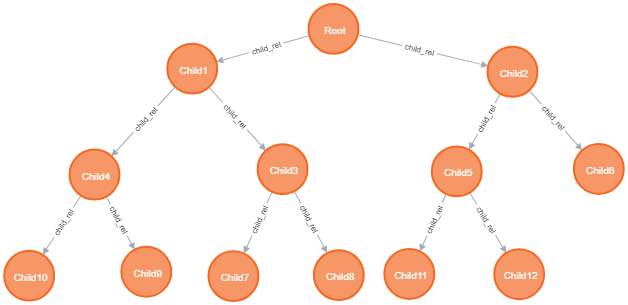 Root
child_rel
child_rel
Child1
Child2
child_rel
child_rel
child_rel
child_rel
Child4
Child3
Child5
Child6
child_rel
child_rel
child_rel
child_rel
child_rel
child_rel
Child10
Child9
Child7
Child8
Child11
Child12